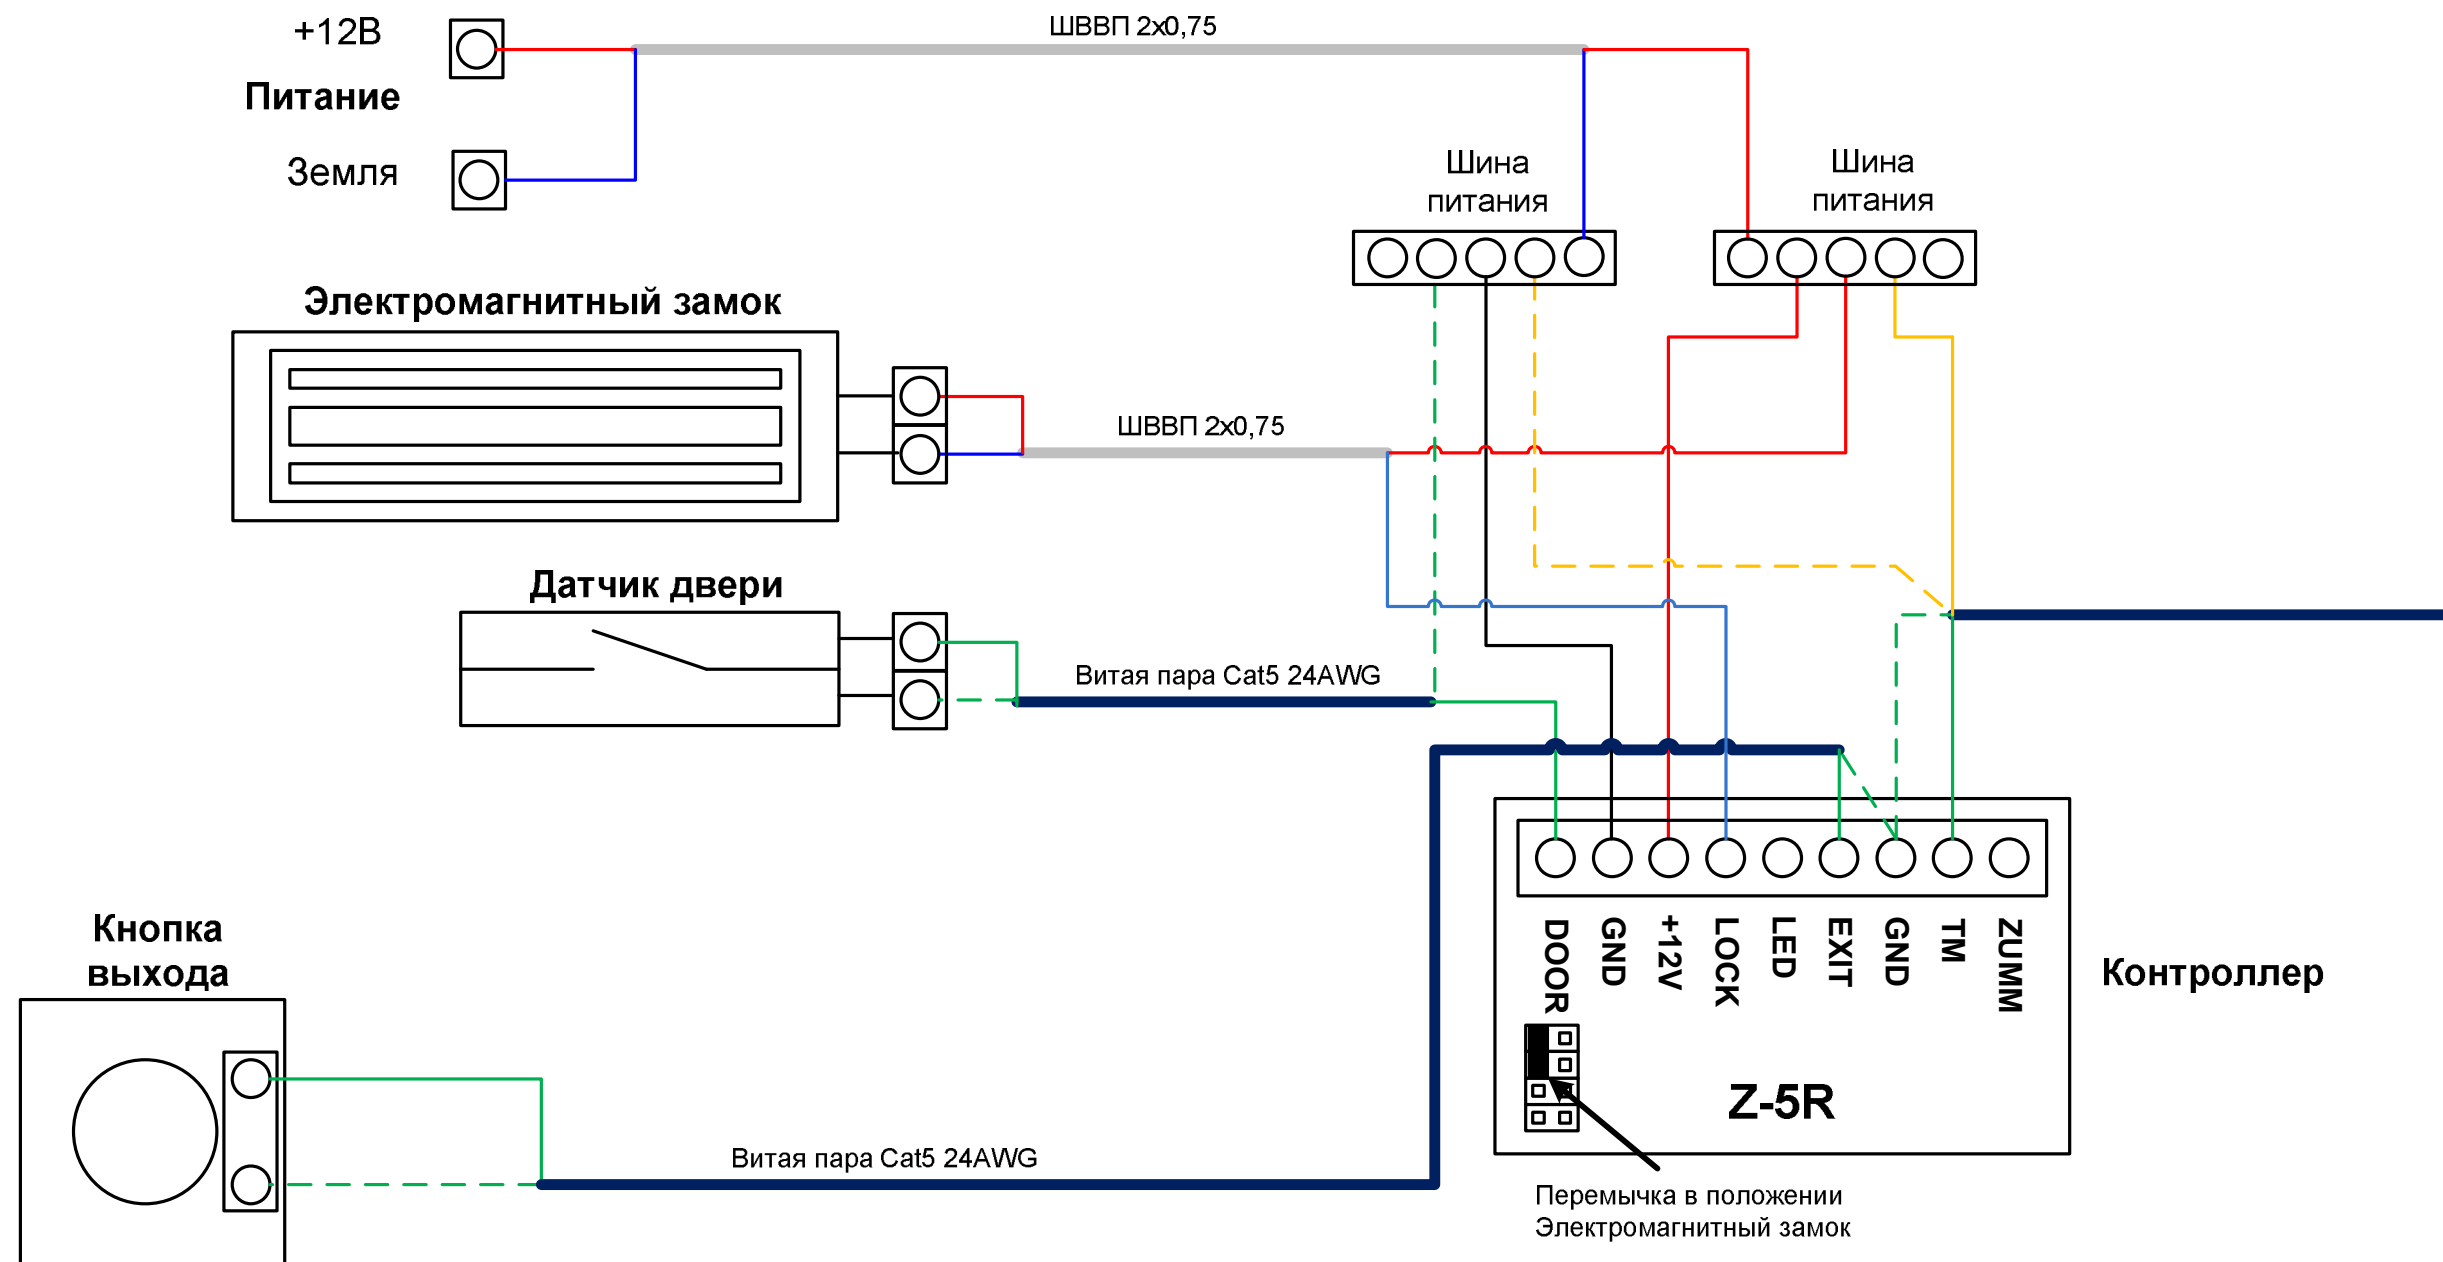 +12В
ШВВП 2х0,75
Питание
Земля
Шина
питания
Шина
питания
Электромагнитный замок
ШВВП 2х0,75
Датчик двери
Витая пара Cat5 24AWG
DOOR
GND
+12V
LOCK
LED
EXIT
GND
TM
ZUMM
Контроллер
Кнопка
выхода
Z-5R
Витая пара Cat5 24AWG
Перемычка в положении
Электромагнитный замок